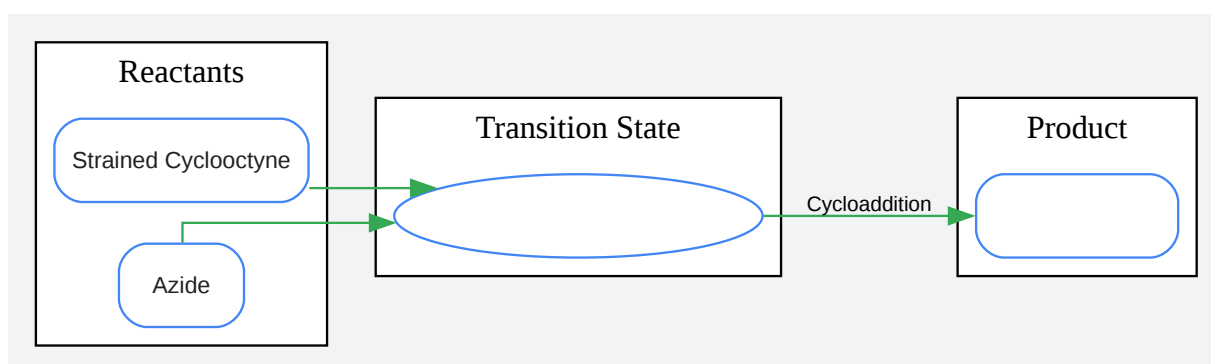 Reactants
Strained Cyclooctyne
Azide
Transition State
Cycloaddition
Product